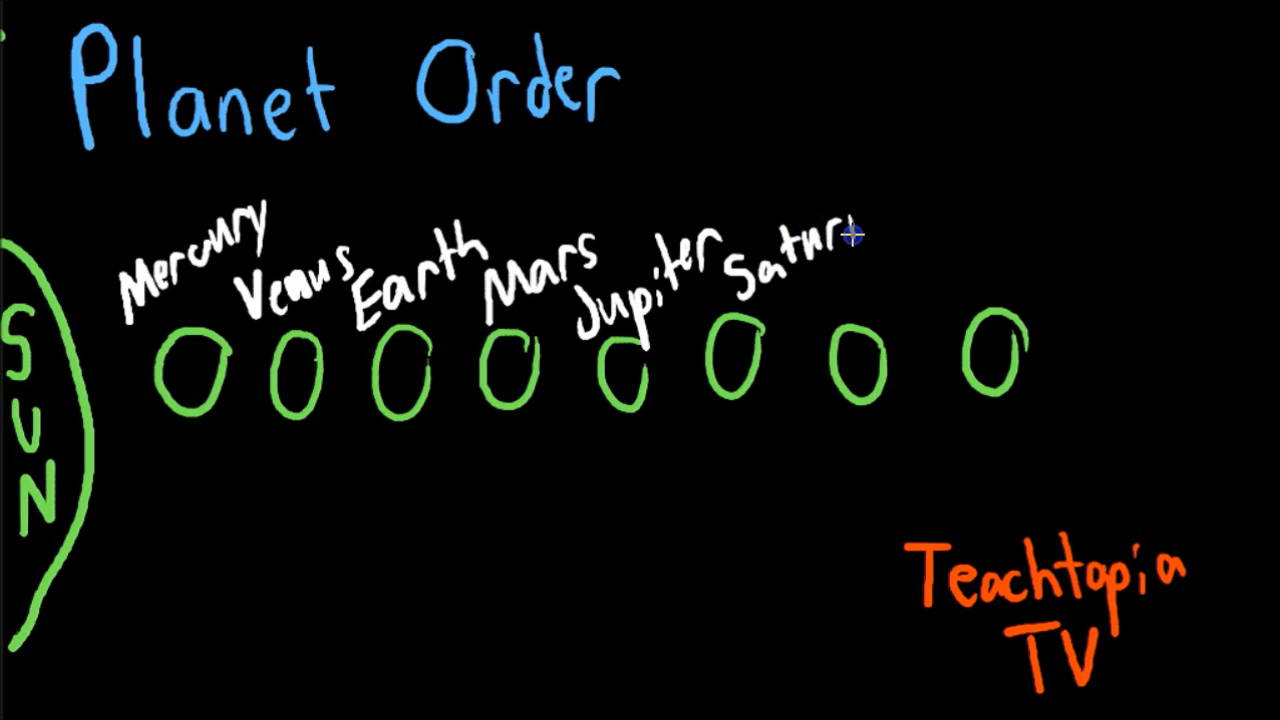 Planet Order
Mercury Venus Earth Mars Jupiter Satur
SUN
Teachtopia
TV